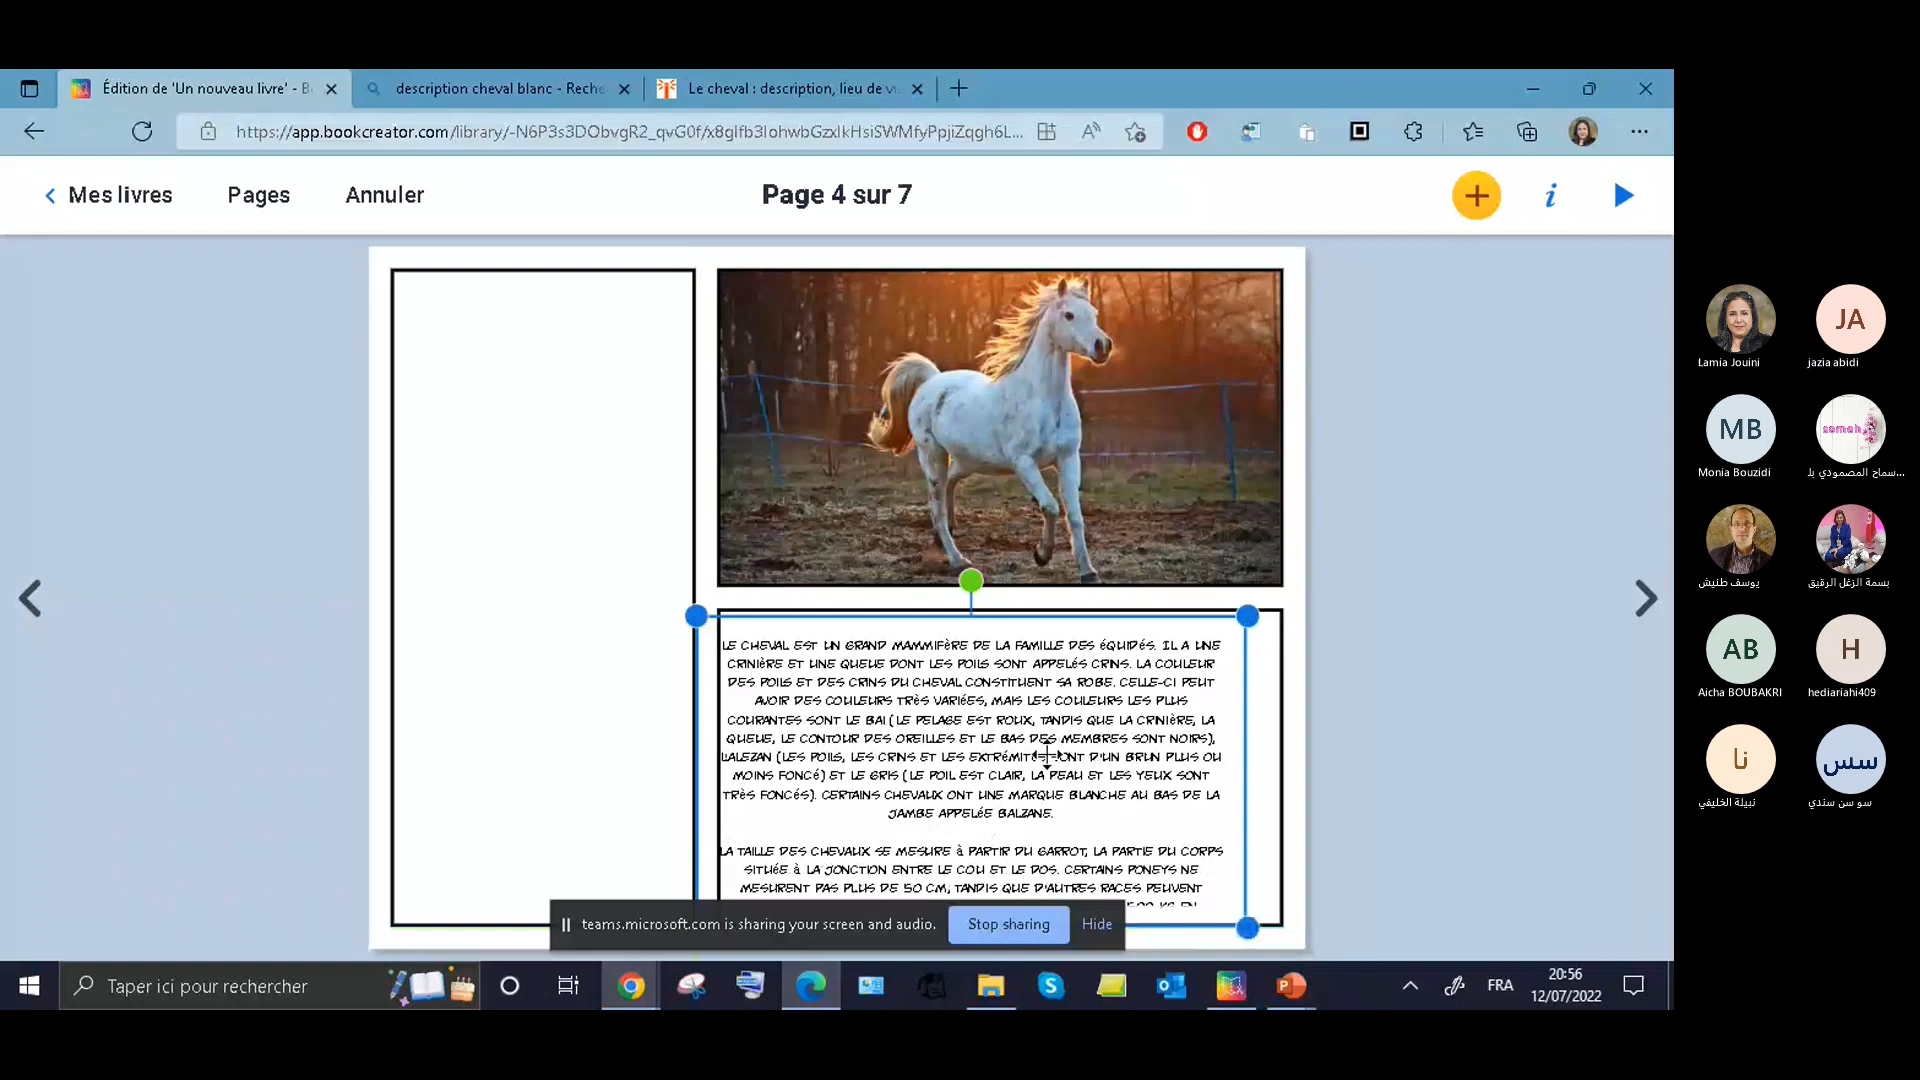 Édition de 'Un nouveau livre' - B
description cheval blanc - Reche
Le cheval : description, lieu de v
https://app.bookcreator.com/library/-N6P3s3DObvgR2_qvG0f/x8glfb3IohwbGzxlkHsiSWMfyPpjiZqgh6L...
Mes livres
Pages
Annuler
Page 4 sur 7
LE CHEVAL EST UN GRAND MAMMIFÈRE DE LA FAMILLE DES ÉQUIDÉS. IL A UNE
CRINIÈRE ET UNE QUEUE DONT LES POILS SONT APPELÉS CRINS. LA COULEUR
DES POILS ET DES CRINS DU CHEVAL CONSTITUENT SA ROBE. CELLE-CI PEUT
AVOIR DES COULEURS TRÈS VARIÉES, MAIS LES COULEURS LES PLUS
COURANTES SONT LE BAI (LE PELAGE EST ROUX, TANDIS QUE LA CRINIÈRE, LA
QUEUE, LE CONTOUR DES OREILLES ET LE BAS DES MEMBRES SONT NOIRS),
L'ALEZAN (LES POILS, LES CRINS ET LES EXTRÉMITÉS SONT D'UN BRUN PLUS OU
MOINS FONCÉ) ET LE GRIS (LE POIL EST CLAIR, LA PEAU ET LES YEUX SONT
TRÈS FONCÉS). CERTAINS CHEVAUX ONT UNE MARQUE BLANCHE AU BAS DE LA
JAMBE APPELÉE BALZANE.
LA TAILLE DES CHEVAUX SE MESURE À PARTIR DU GARROT, LA PARTIE DU CORPS
SITUÉE À LA JONCTION ENTRE LE COU ET LE DOS. CERTAINS PONEYS NE
MESURENT PAS PLUS DE 50 CM, TANDIS QUE D'AUTRES RACES PEUVENT
teams.microsoft.com is sharing your screen and audio.
Stop sharing
Hide
Taper ici pour rechercher
FRA
20:56
12/07/2022
Lamia Jouini
JA
jazia abidi
MB
Monia Bouzidi
samah
سماح المصمودي بل...
يوسف طنيش
بسمة الزغل الرقيق
AB
Aicha BOUBAKRI
H
hediariahi409
نا
نبيلة الخليفي
سس
سو سن سندي